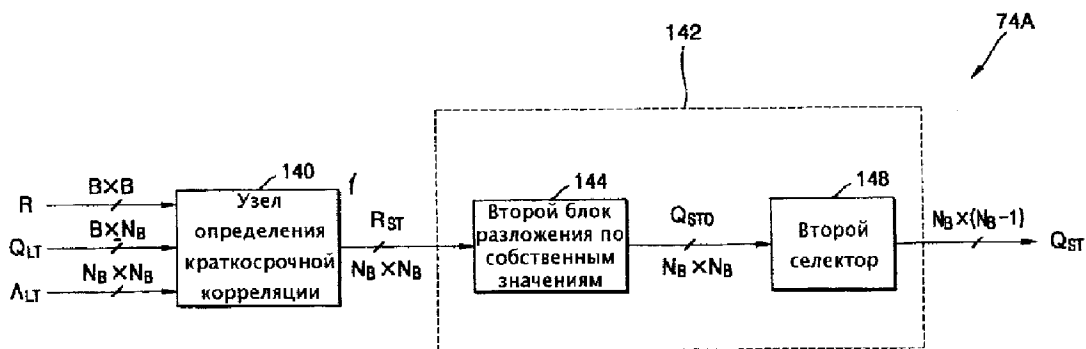 142
74A
140
144
148
R
B×B
Q_LT
B×N_B
Λ_LT
N_B×N_B
Узел
определения
краткосрочной
корреляции
R_ST
N_B×N_B
Второй блок
разложения по
собственным
значениям
Q_STO
N_B×N_B
Второй
селектор
N_B×(N_B-1)
Q_ST